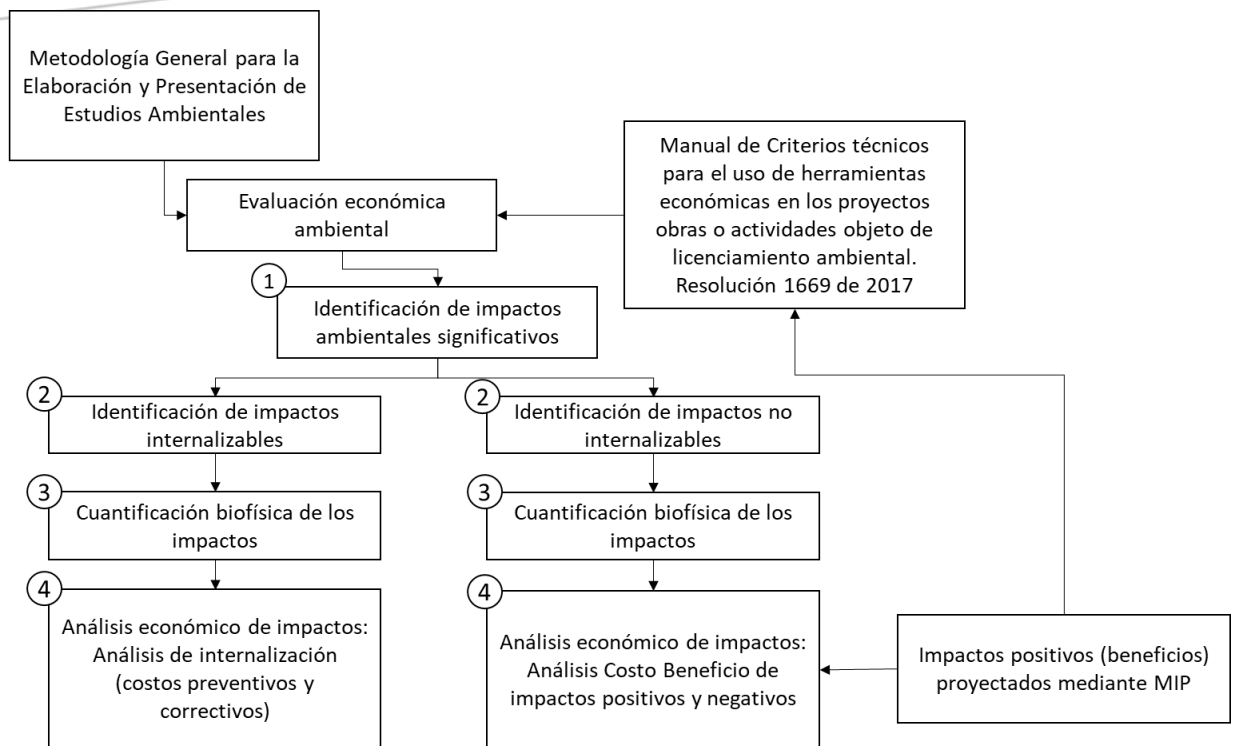 Metodología General para la
Elaboración y Presentación de
Estudios Ambientales
Manual de Criterios técnicos
para el uso de herramientas
económicas en los proyectos
obras o actividades objeto de
licenciamiento ambiental.
Resolución 1669 de 2017
Evaluación económica
ambiental
1
Identificación de impactos
ambientales significativos
2
Identificación de impactos
internalizables
2
Identificación de impactos no
internalizables
3
Cuantificación biofísica de los
impactos
3
Cuantificación biofísica de los
impactos
4
Análisis económico de impactos:
Análisis de internalización
(costos preventivos y
correctivos)
4
Análisis económico de impactos:
Análisis Costo Beneficio de
impactos positivos y negativos
Impactos positivos (beneficios)
proyectados mediante MIP